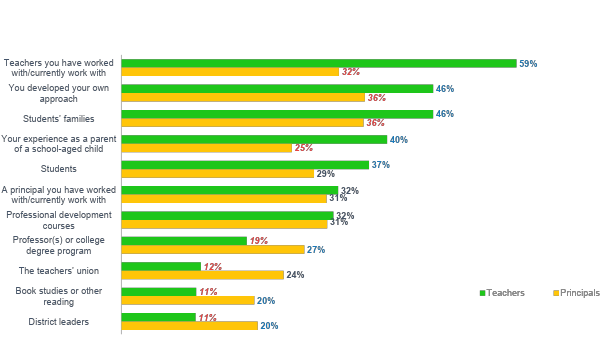 Teachers you have worked
with/currently work with
59%
32%
You developed your own
approach
46%
36%
Students' families
46%
36%
Your experience as a parent
of a school-aged child
40%
25%
Students
37%
29%
A principal you have worked
with/currently work with
32%
31%
Professional development
courses
32%
31%
Professor(s) or college
degree program
19%
27%
The teachers' union
12%
24%
Book studies or other
reading
11%
20%
District leaders
11%
20%
Teachers
Principals